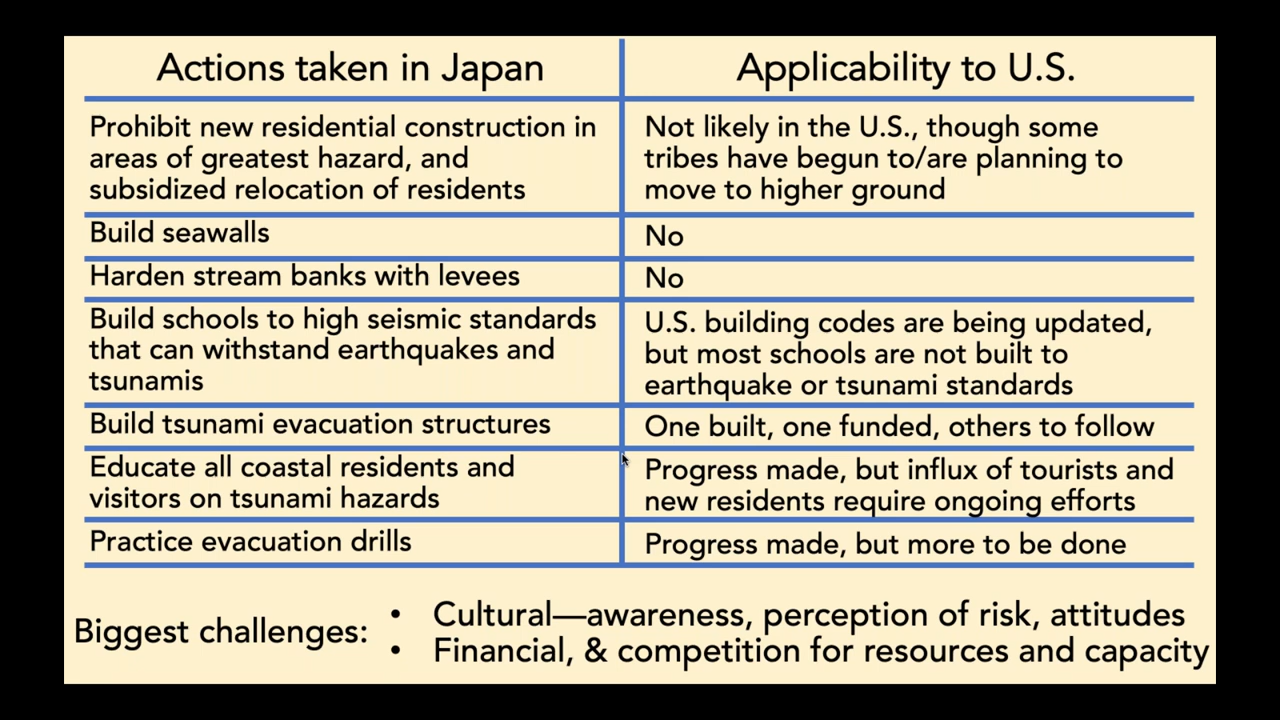 Actions taken in Japan
Applicability to U.S.
Prohibit new residential construction in
areas of greatest hazard, and
subsidized relocation of residents
Not likely in the U.S., though some
tribes have begun to/are planning to
move to higher ground
Build seawalls
No
Harden stream banks with levees
No
Build schools to high seismic standards
that can withstand earthquakes and
tsunamis
U.S. building codes are being updated,
but most schools are not built to
earthquake or tsunami standards
Build tsunami evacuation structures
One built, one funded, others to follow
Educate all coastal residents and
visitors on tsunami hazards
Progress made, but influx of tourists and
new residents require ongoing efforts
Practice evacuation drills
Progress made, but more to be done
Biggest challenges:
• Cultural—awareness, perception of risk, attitudes
• Financial, & competition for resources and capacity